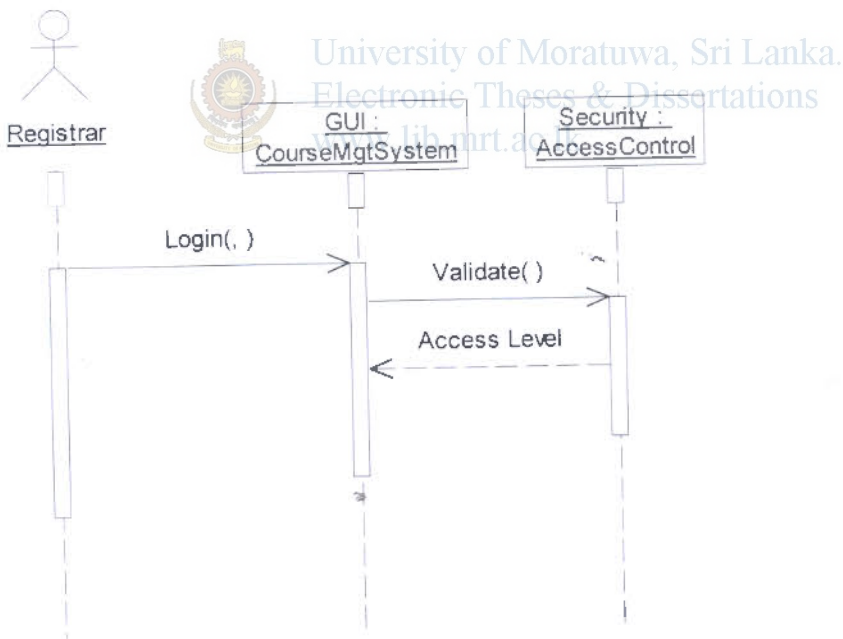 University of Moratuwa, Sri Lanka.
Electronic Theses & Dissertations
www.lib.mrt.ac.lk
Registrar
GUI :
CourseMgtSystem
Security :
AccessControl
Login(, )
Validate( )
Access Level